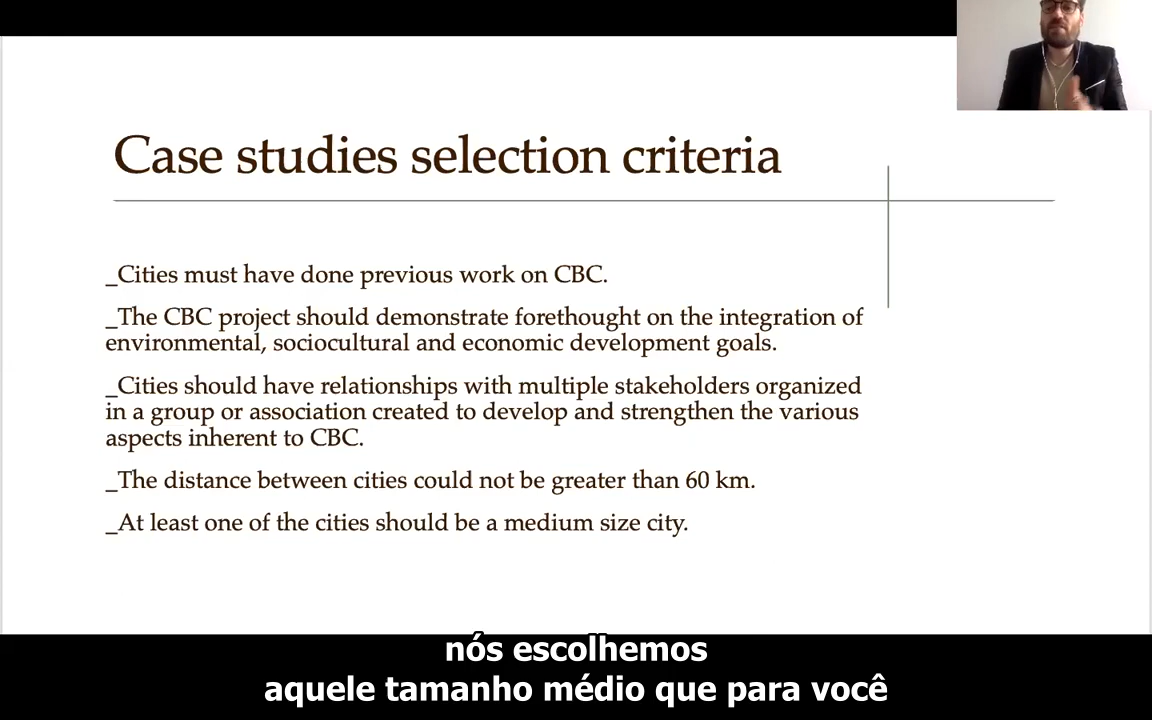 Case studies selection criteria
_Cities must have done previous work on CBC.
_The CBC project should demonstrate forethought on the integration of
environmental, sociocultural and economic development goals.
_Cities should have relationships with multiple stakeholders organized
in a group or association created to develop and strengthen the various
aspects inherent to CBC.
_The distance between cities could not be greater than 60 km.
_At least one of the cities should be a medium size city.
nós escolhemos
aquele tamanho médio que para você